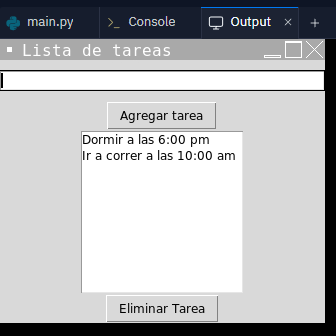 main.py
Console
Output
Lista de tareas
Agregar tarea
Dormir a las 6:00 pm
Ir a correr a las 10:00 am
Eliminar Tarea